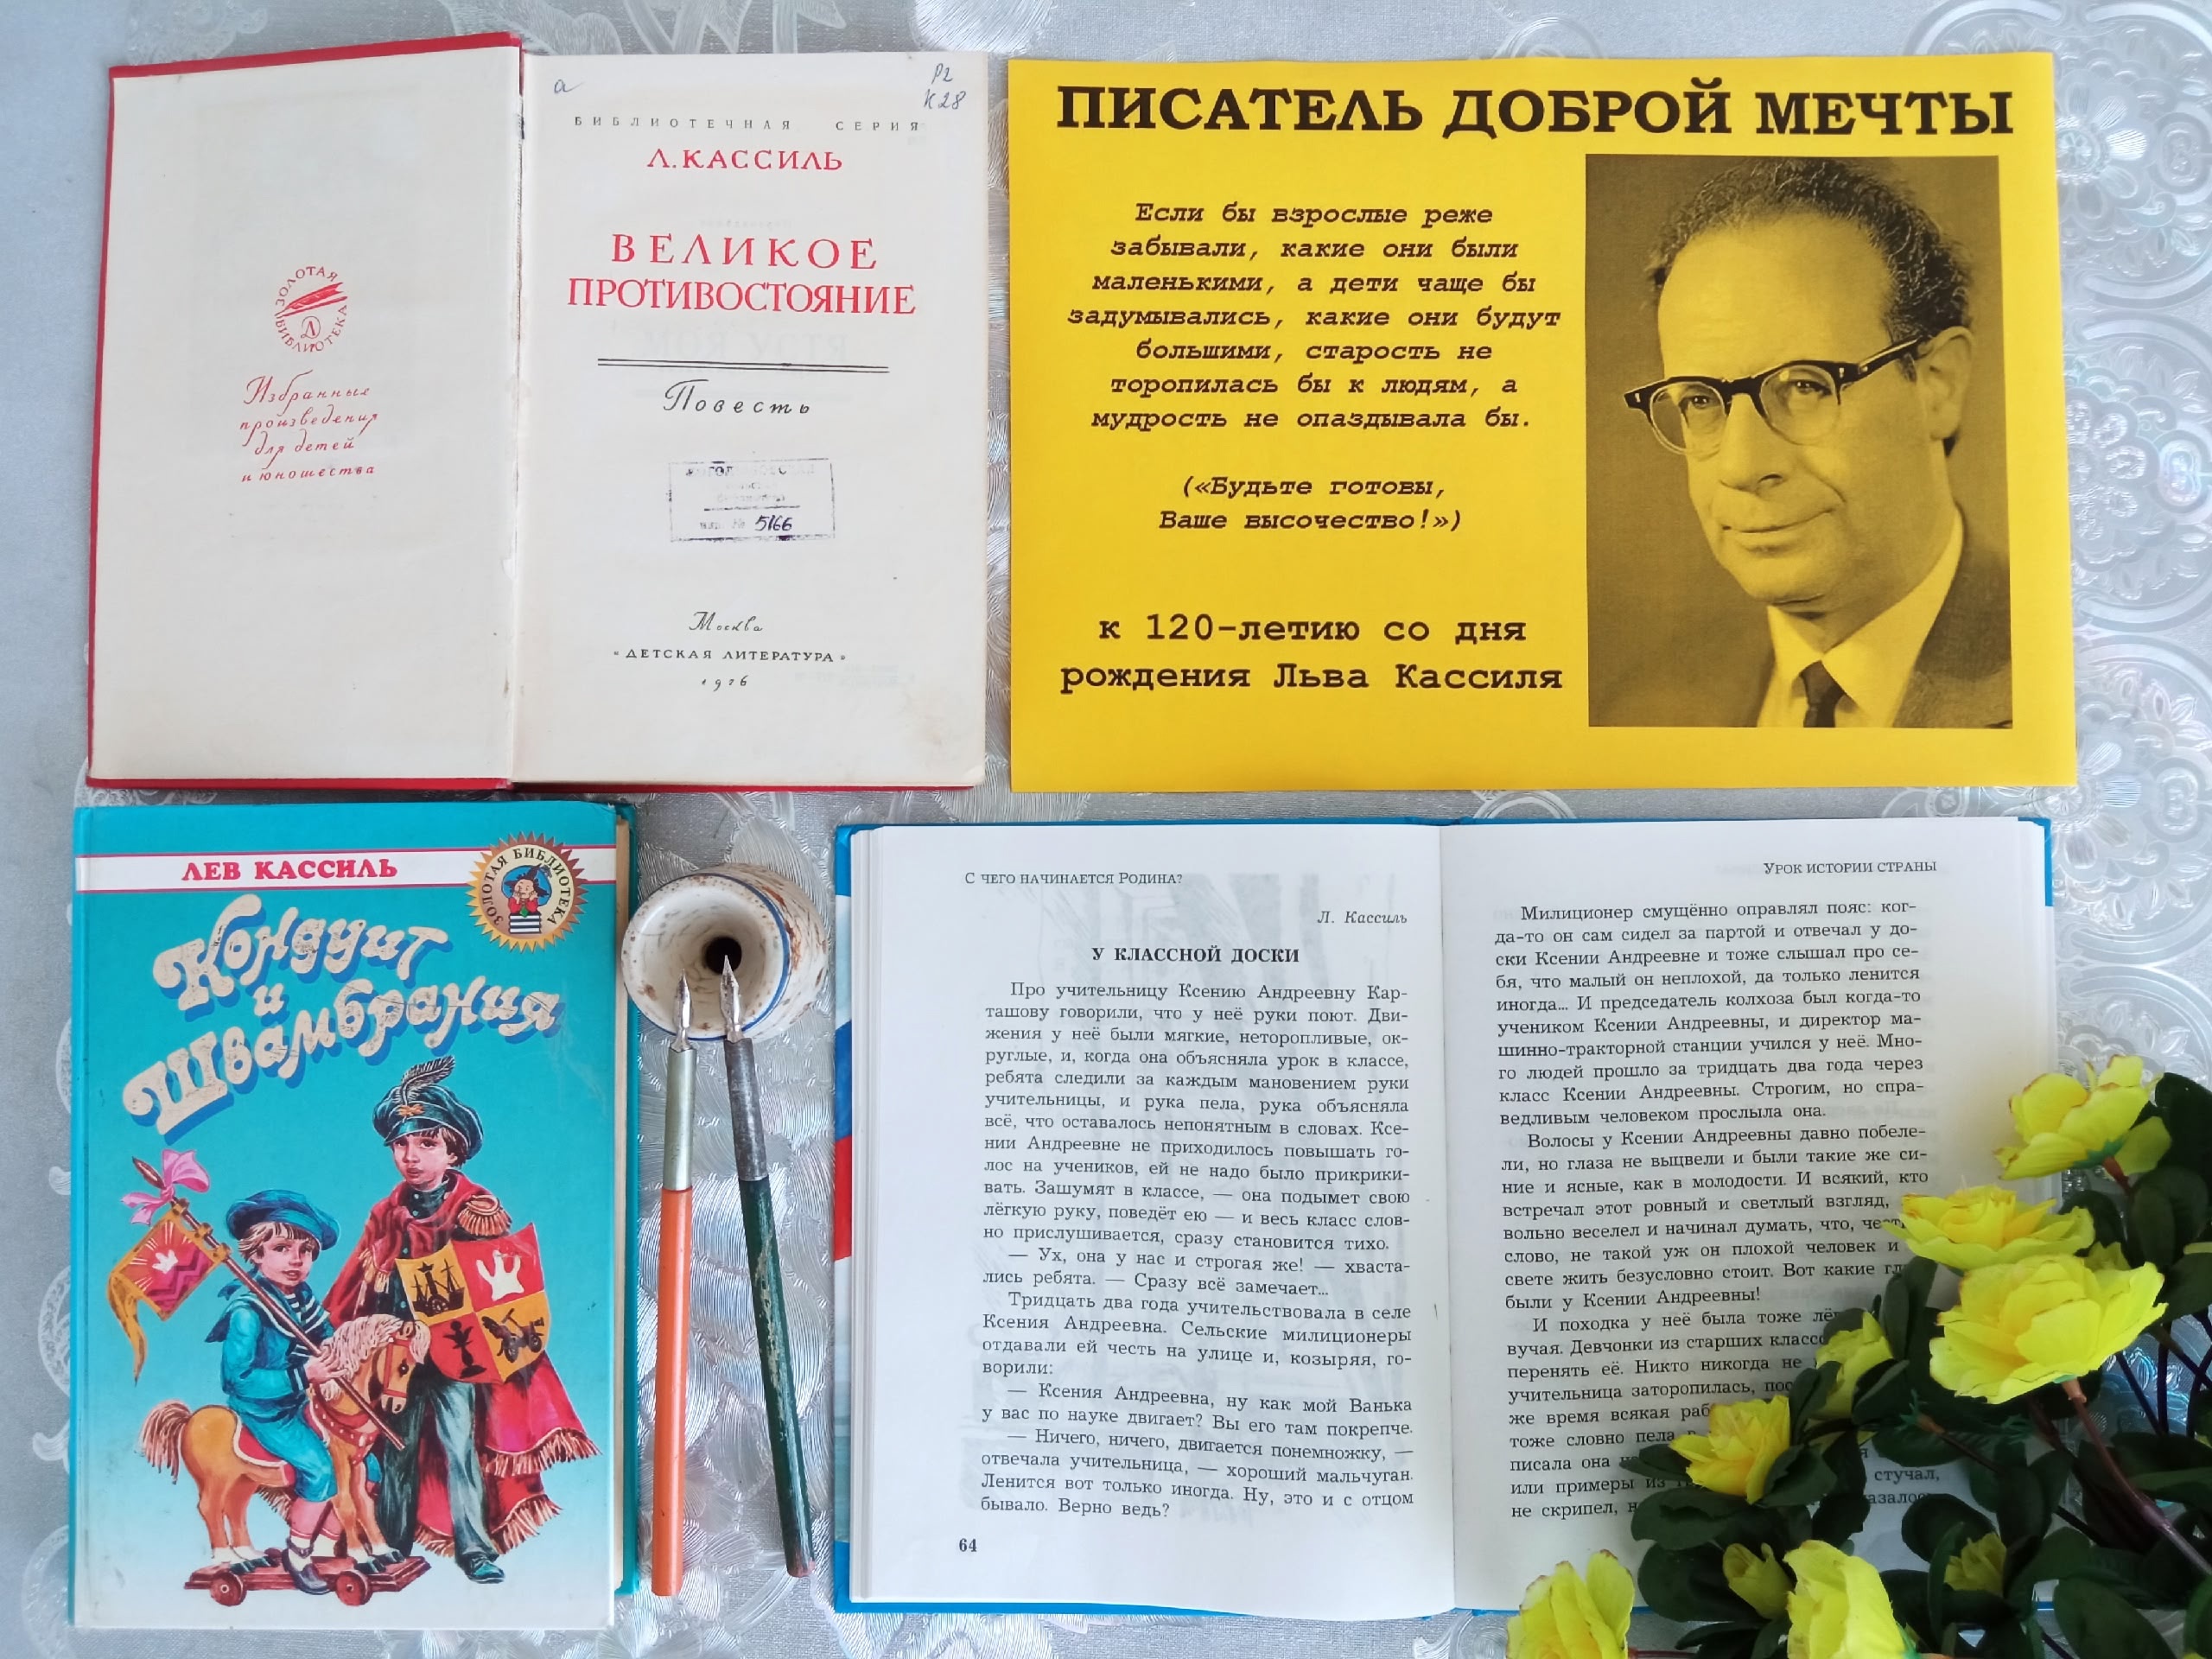 а
Р2
К28
БИБЛИОТЕЧНАЯ СЕРИЯ
Л. КАССИЛЬ
ВЕЛИКОЕ
ПРОТИВОСТОЯНИЕ
Повесть
инв. № 5166
Москва
«ДЕТСКАЯ ЛИТЕРАТУРА»
1976
ЗОЛОТАЯ БИБЛИОТЕКА
Избранные
произведения
для детей
и юношества
ПИСАТЕЛЬ ДОБРОЙ МЕЧТЫ
Если бы взрослые реже
забывали, какие они были
маленькими, а дети чаще бы
задумывались, какие они будут
большими, старость не
торопилась бы к людям, а
мудрость не опаздывала бы.
(«Будьте готовы,
Ваше высочество!»)
к 120-летию со дня
рождения Льва Кассиля
ЛЕВ КАССИЛЬ
ЗОЛОТАЯ БИБЛИОТЕКА
Кондуит
и
Швамбрания
С ЧЕГО НАЧИНАЕТСЯ РОДИНА?
Л. Кассиль
У КЛАССНОЙ ДОСКИ
Про учительницу Ксению Андреевну Кар-
ташову говорили, что у неё руки поют. Дви-
жения у неё были мягкие, неторопливые, ок-
руглые, и, когда она объясняла урок в классе,
ребята следили за каждым мановением руки
учительницы, и рука пела, рука объясняла
всё, что оставалось непонятным в словах. Ксе-
нии Андреевне не приходилось повышать го-
лос на учеников, ей не надо было прикрики-
вать. Зашумят в классе, — она подымет свою
лёгкую руку, поведёт ею — и весь класс слов-
но прислушивается, сразу становится тихо.
— Ух, она у нас и строгая же! — хваста-
лись ребята. — Сразу всё замечает...
Тридцать два года учительствовала в селе
Ксения Андреевна. Сельские милиционеры
отдавали ей честь на улице и, козыряя, го-
ворили:
— Ксения Андреевна, ну как мой Ванька
у вас по науке двигает? Вы его там покрепче.
— Ничего, ничего, двигается понемножку, —
отвечала учительница, — хороший мальчуган.
Ленится вот только иногда. Ну, это и с отцом
бывало. Верно ведь?
64
УРОК ИСТОРИИ СТРАНЫ
Милиционер смущённо оправлял пояс: ког-
да-то он сам сидел за партой и отвечал у до-
ски Ксении Андреевне и тоже слышал про се-
бя, что малый он неплохой, да только ленится
иногда... И председатель колхоза был когда-то
учеником Ксении Андреевны, и директор ма-
шинно-тракторной станции учился у неё. Мно-
го людей прошло за тридцать два года через
класс Ксении Андреевны. Строгим, но спра-
ведливым человеком прослыла она.
Волосы у Ксении Андреевны давно побеле-
ли, но глаза не выцвели и были такие же си-
ние и ясные, как в молодости. И всякий, кто
встречал этот ровный и светлый взгляд,
вольно веселел и начинал думать, что,
слово, не такой уж он плохой человек и
свете жить безусловно стоит. Вот какие
были у Ксении Андреевны!
И походка у неё была тоже
вучая. Девчонки из старших
перенять её. Никто никогда не
учительница заторопилась,
же время всякая
тоже словно пела
писала она
или примеры из
стучал,
не скрипел,